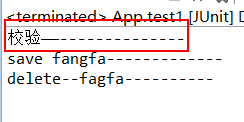 <terminated> App.test1 [JUnit] D
校验——--------------
save fangfa-------------
delete--fagfa----------